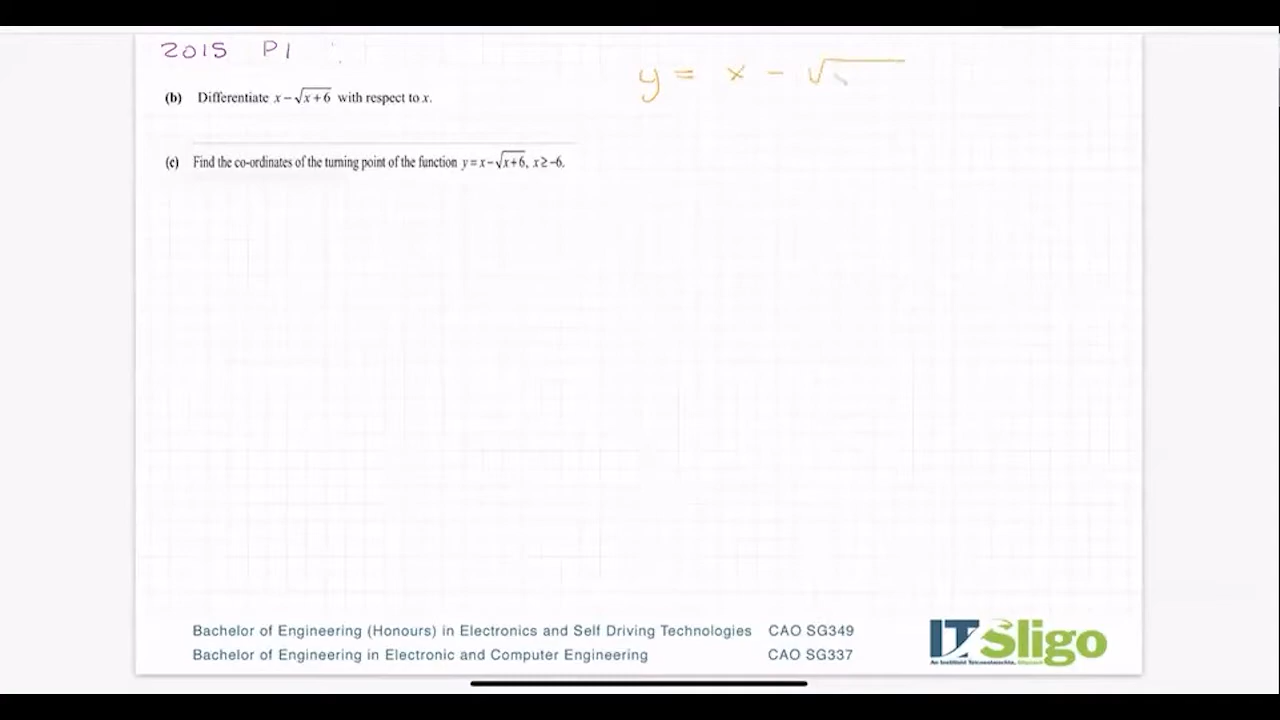 2015 P1
y = x - √
(b) Differentiate x − √x+6 with respect to x.
(c) Find the co-ordinates of the turning point of the function y = x − √x+6, x ≥ −6.
Bachelor of Engineering (Honours) in Electronics and Self Driving Technologies CAO SG349
Bachelor of Engineering in Electronic and Computer Engineering CAO SG337
IT Sligo